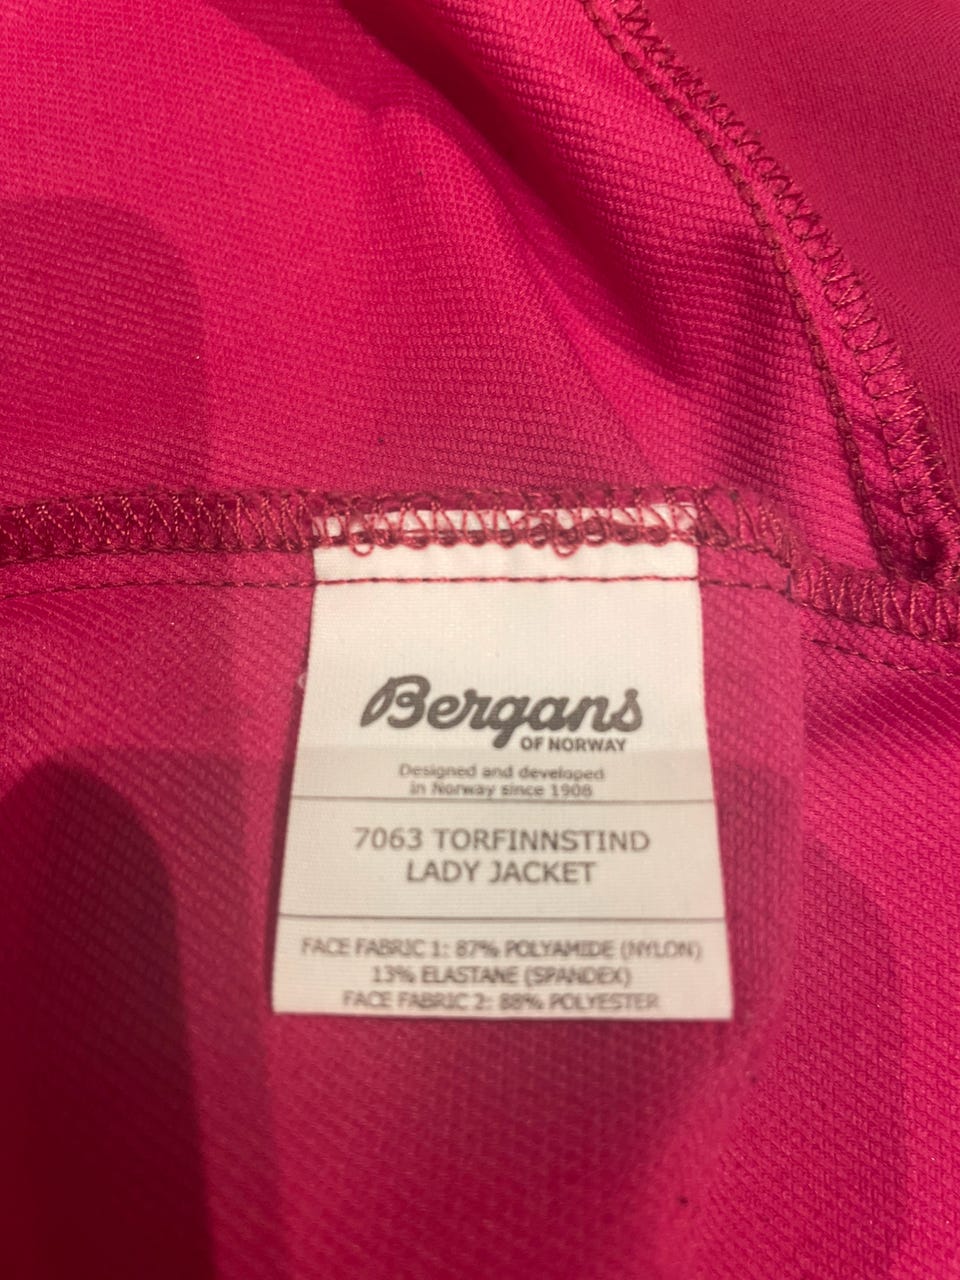 Bergans
OF NORWAY
Designed and developed
in Norway since 1908
7063 TORFINNSTIND
LADY JACKET
FACE FABRIC 1: 87% POLYAMIDE (NYLON)
13% ELASTANE (SPANDEX)
FACE FABRIC 2: 88% POLYESTER